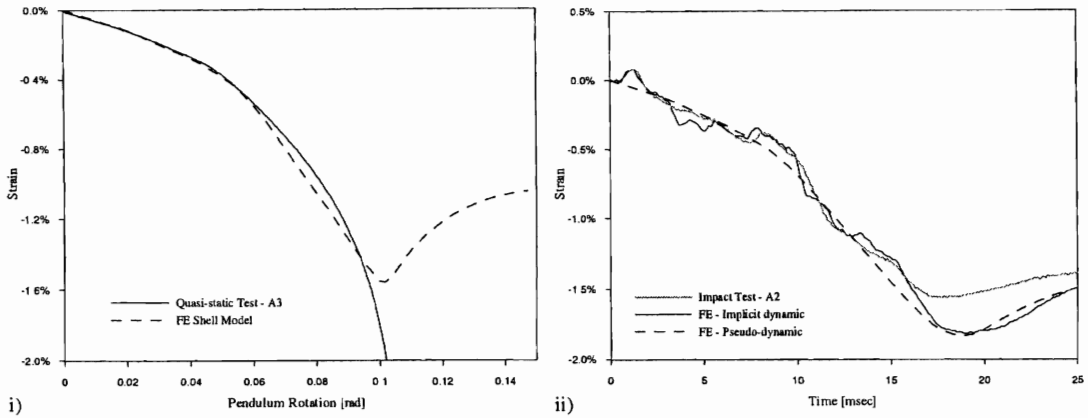 0.0%
-0.4%
-0.8%
-1.2%
-1.6%
-2.0%
Strain
Quasi-static Test - A3
FE Shell Model
0 0.02 0.04 0.06 0.08 0.1 0.12 0.14
Pendulum Rotation [rad]
i)
0.5%
0.0%
-0.5%
-1.0%
-1.5%
-2.0%
Strain
Impact Test - A2
FE - Implicit dynamic
FE - Pseudo-dynamic
0 5 10 15 20 25
Time [msec]
ii)